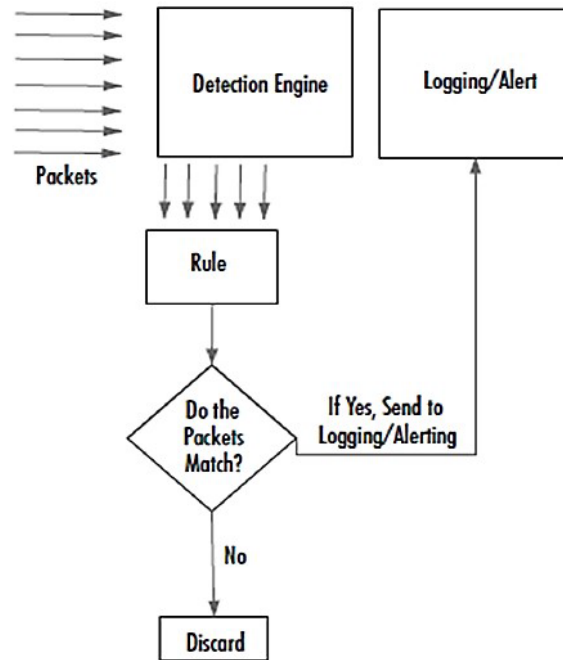 Detection Engine
Logging/Alert
Packets
Rule
Do the
Packets
Match?
If Yes, Send to
Logging/Alerting
No
Discard